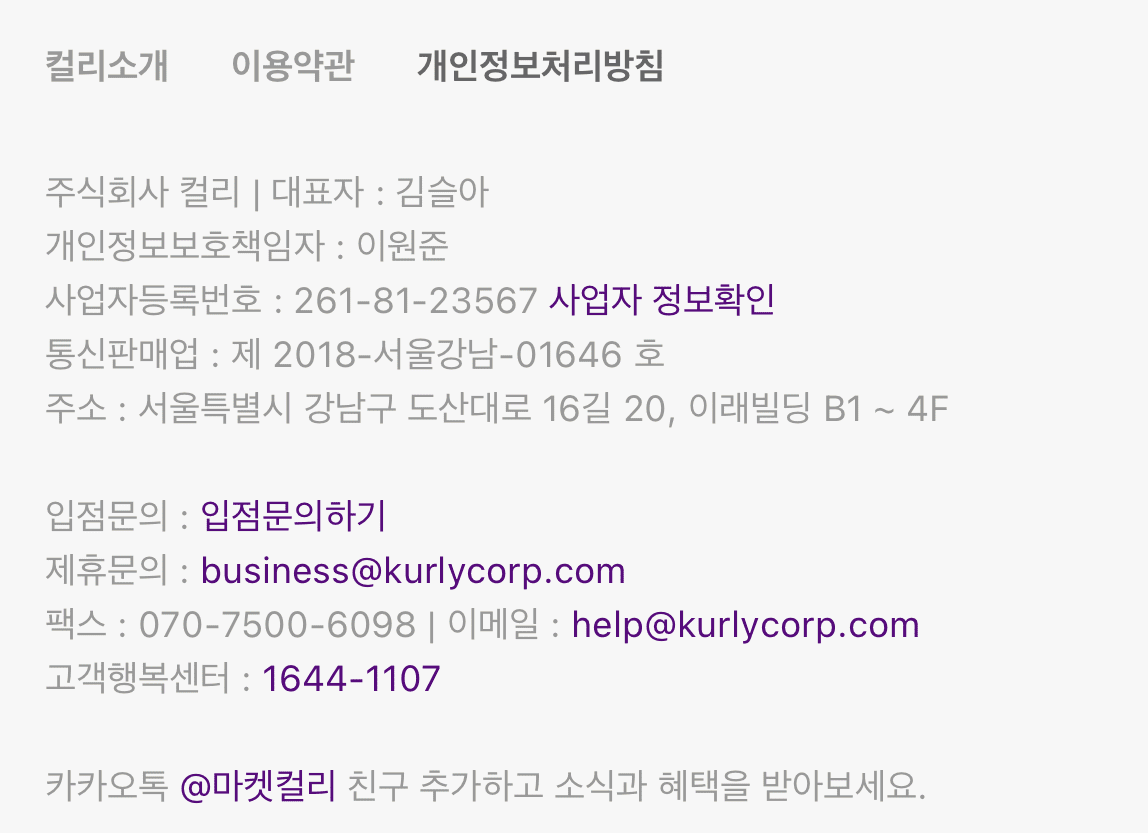 컬리소개 이용약관 개인정보처리방침
주식회사 컬리 | 대표자 : 김슬아
개인정보보호책임자 : 이원준
사업자등록번호 : 261-81-23567 사업자 정보확인
통신판매업 : 제 2018-서울강남-01646 호
주소 : 서울특별시 강남구 도산대로 16길 20, 이래빌딩 B1 ~ 4F
입점문의 : 입점문의하기
제휴문의 : business@kurlycorp.com
팩스 : 070-7500-6098 | 이메일 : help@kurlycorp.com
고객행복센터 : 1644-1107
카카오톡 @마켓컬리 친구 추가하고 소식과 혜택을 받아보세요.